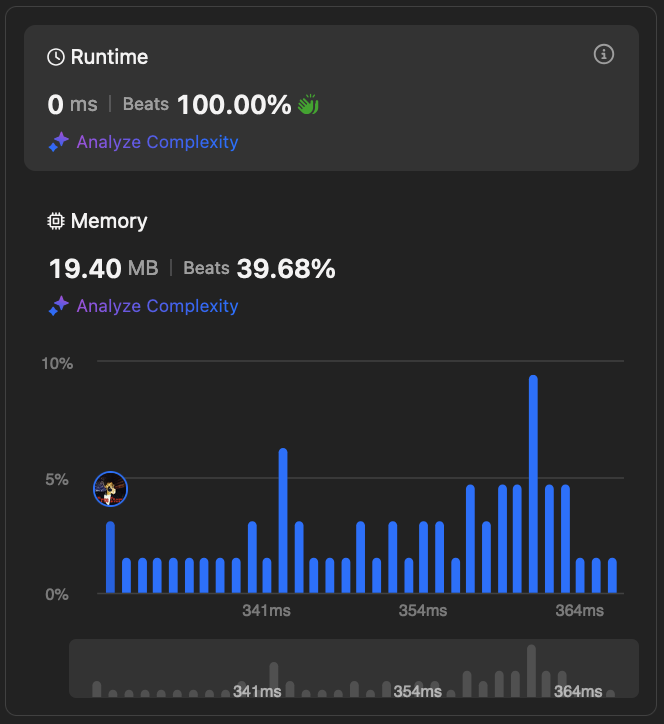 Runtime
0 ms | Beats 100.00%
Analyze Complexity
Memory
19.40 MB | Beats 39.68%
Analyze Complexity
10%
5%
0%
341ms 354ms 364ms
341ms 354ms 364ms